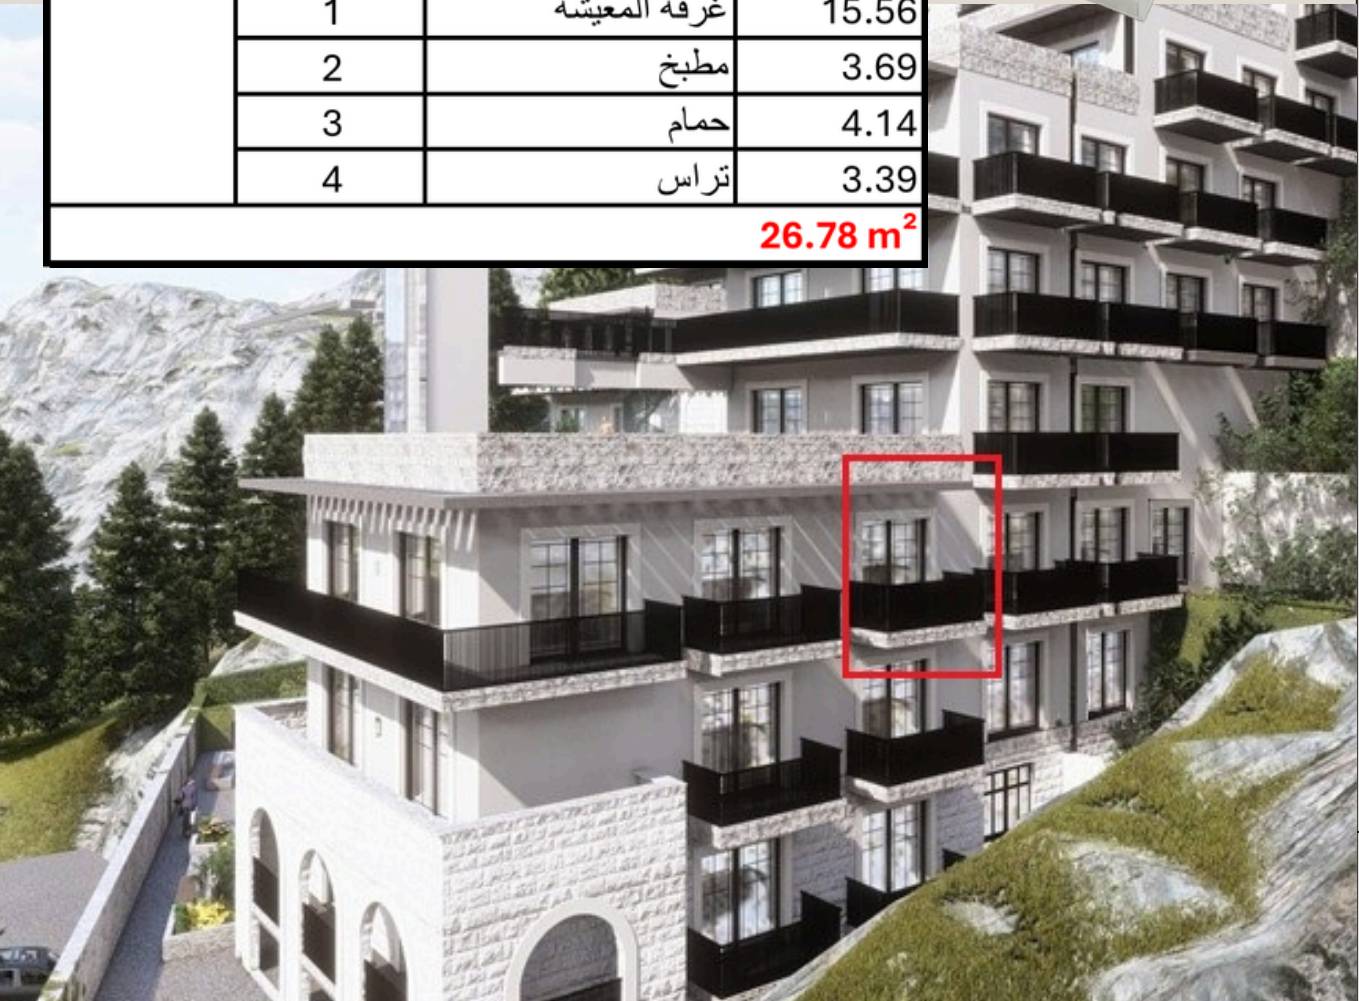 1 غرفة المعيشة 15.56
2 مطبخ 3.69
3 حمام 4.14
4 تراس 3.39
26.78 m²